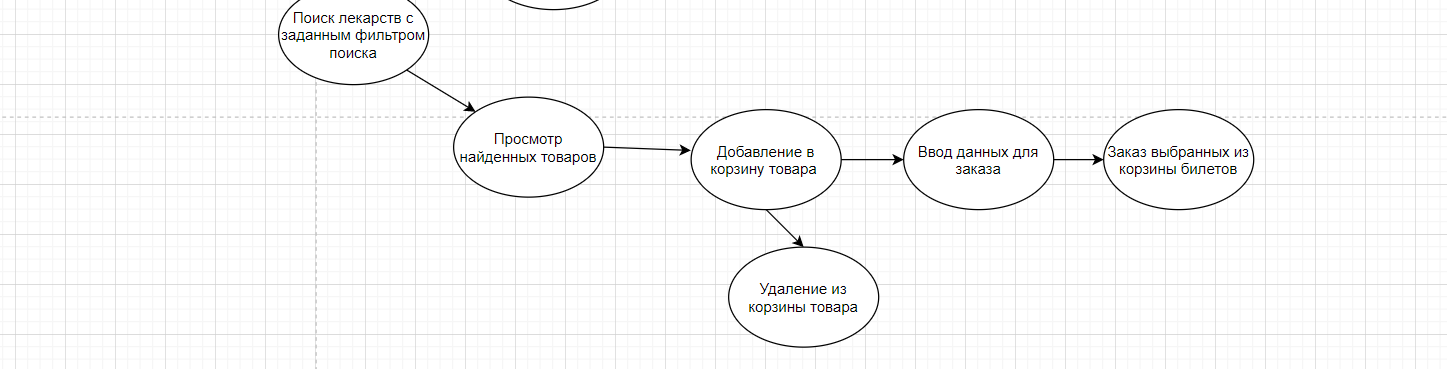 Поиск лекарств с
заданным фильтром
поиска
Просмотр
найденных товаров
Добавление в
корзину товара
Ввод данных для
заказа
Заказ выбранных из
корзины билетов
Удаление из
корзины товара